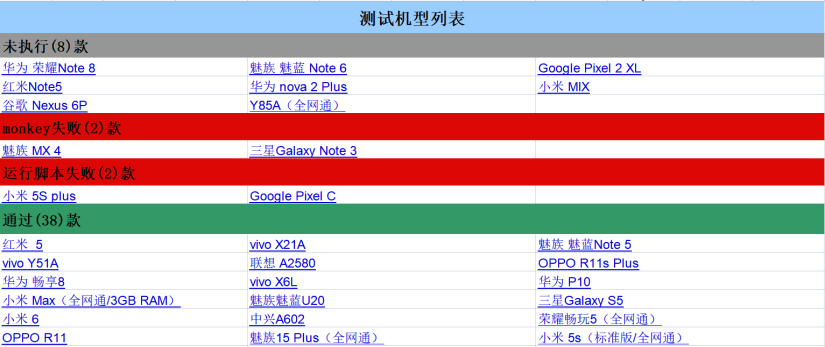 测试机型列表
未执行(8)款
华为 荣耀Note 8 魅族 魅蓝 Note 6 Google Pixel 2 XL
红米Note5 华为 nova 2 Plus 小米 MIX
谷歌 Nexus 6P Y85A（全网通）
monkey失败(2)款
魅族 MX 4 三星Galaxy Note 3
运行脚本失败(2)款
小米 5S plus Google Pixel C
通过(38)款
红米 5 vivo X21A 魅族 魅蓝Note 5
vivo Y51A 联想 A2580 OPPO R11s Plus
华为 畅享8 vivo X6L 华为 P10
小米 Max（全网通/3GB RAM） 魅族魅蓝U20 三星Galaxy S5
小米 6 中兴A602 荣耀畅玩5（全网通）
OPPO R11 魅族15 Plus（全网通） 小米 5s（标准版/全网通）